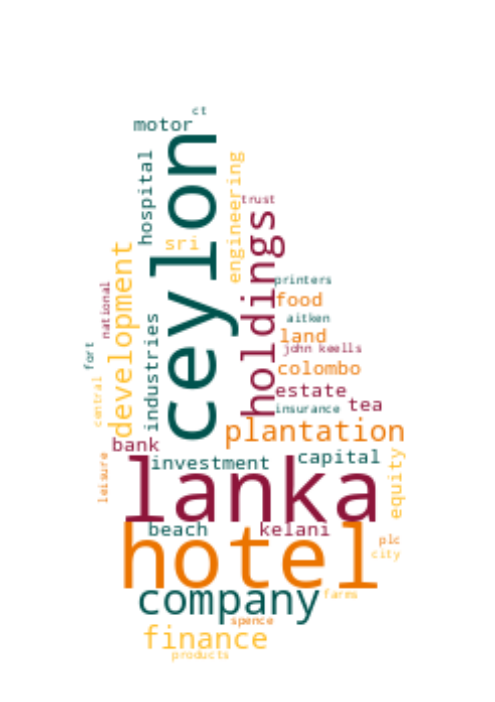 ct
motor
ceylon
hospital
engineering
trust
sri
holdings
development
printers
national
food
industries
aitken
land
fort
john keells
colombo
central
estate
tea
insurance
plantation
bank
lanka
investment
capital
equity
leisure
hotel
beach
kelani
plc
city
company
farms
spence
finance
products